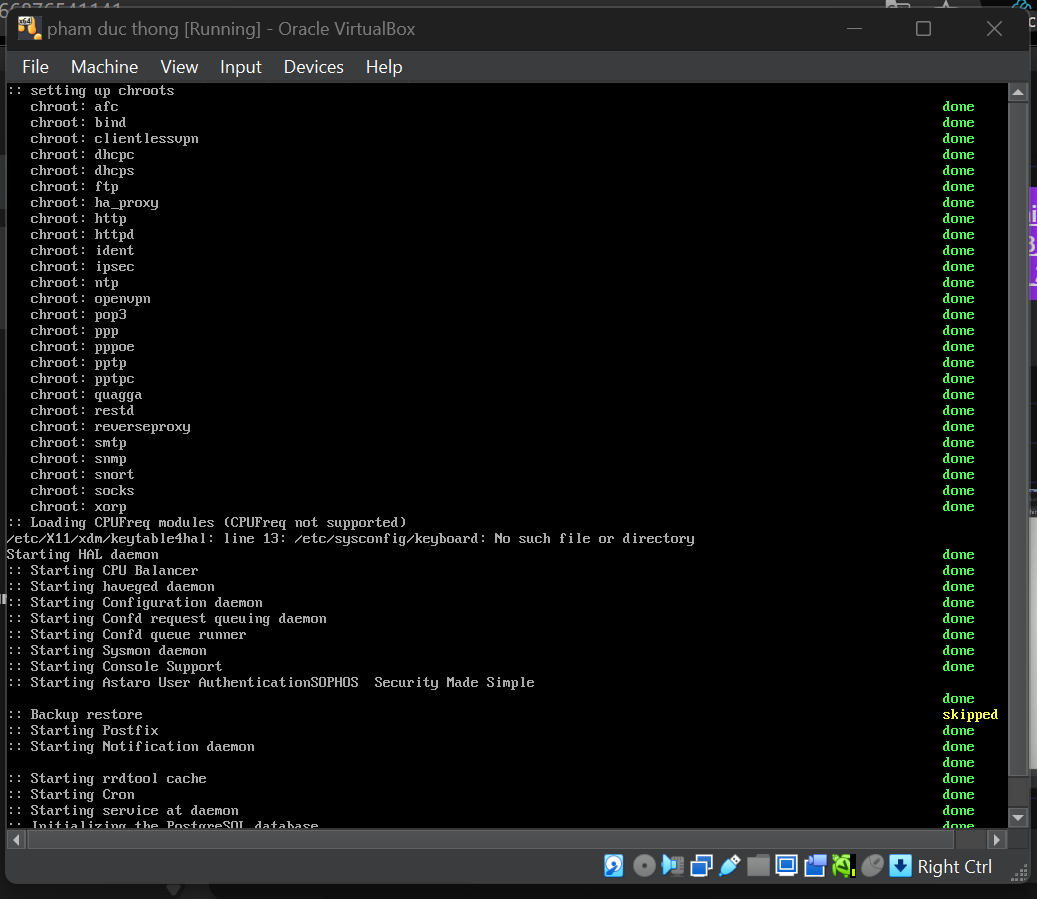 pham duc thong [Running] - Oracle VirtualBox
File Machine View Input Devices Help
:: setting up chroots
chroot: afc done
chroot: bind done
chroot: clientlessvpn done
chroot: dhcpc done
chroot: dhcps done
chroot: ftp done
chroot: ha_proxy done
chroot: http done
chroot: httpd done
chroot: ident done
chroot: ipsec done
chroot: ntp done
chroot: openvpn done
chroot: pop3 done
chroot: ppp done
chroot: pppoe done
chroot: pptp done
chroot: pptpc done
chroot: quagga done
chroot: restd done
chroot: reverseproxy done
chroot: smtp done
chroot: snmp done
chroot: snort done
chroot: socks done
chroot: xorp done
:: Loading CPUFreq modules (CPUFreq not supported)
/etc/X11/xdm/keytable4hal: line 13: /etc/sysconfig/keyboard: No such file or directory
Starting HAL daemon done
:: Starting CPU Balancer done
:: Starting haveged daemon done
:: Starting Configuration daemon done
:: Starting Confd request queuing daemon done
:: Starting Confd queue runner done
:: Starting Sysmon daemon done
:: Starting Console Support done
:: Starting Astaro User AuthenticationSOPHOS  Security Made Simple
done
:: Backup restore skipped
:: Starting Postfix done
:: Starting Notification daemon done
done
:: Starting rrdtool cache done
:: Starting Cron done
:: Starting service at daemon done
:: Initializing the PostgreSQL database done
Right Ctrl